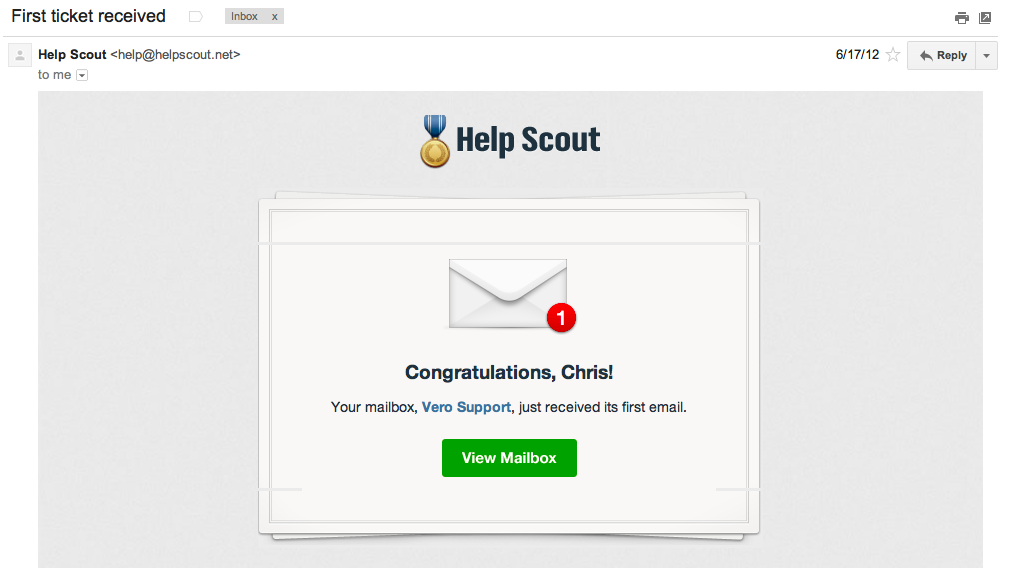 First ticket received
Inbox x
Help Scout <help@helpscout.net>
6/17/12
Reply
to me
Help Scout
1
Congratulations, Chris!
Your mailbox, Vero Support, just received its first email.
View Mailbox